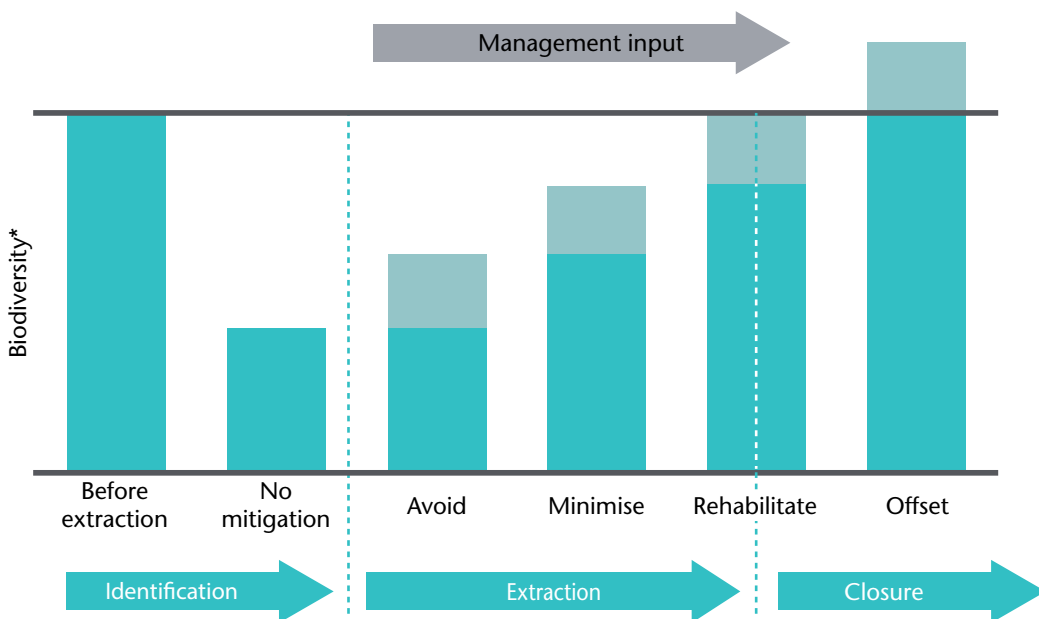 Management input
Biodiversity*
Before
extraction
No
mitigation
Avoid
Minimise
Rehabilitate
Offset
Identification
Extraction
Closure